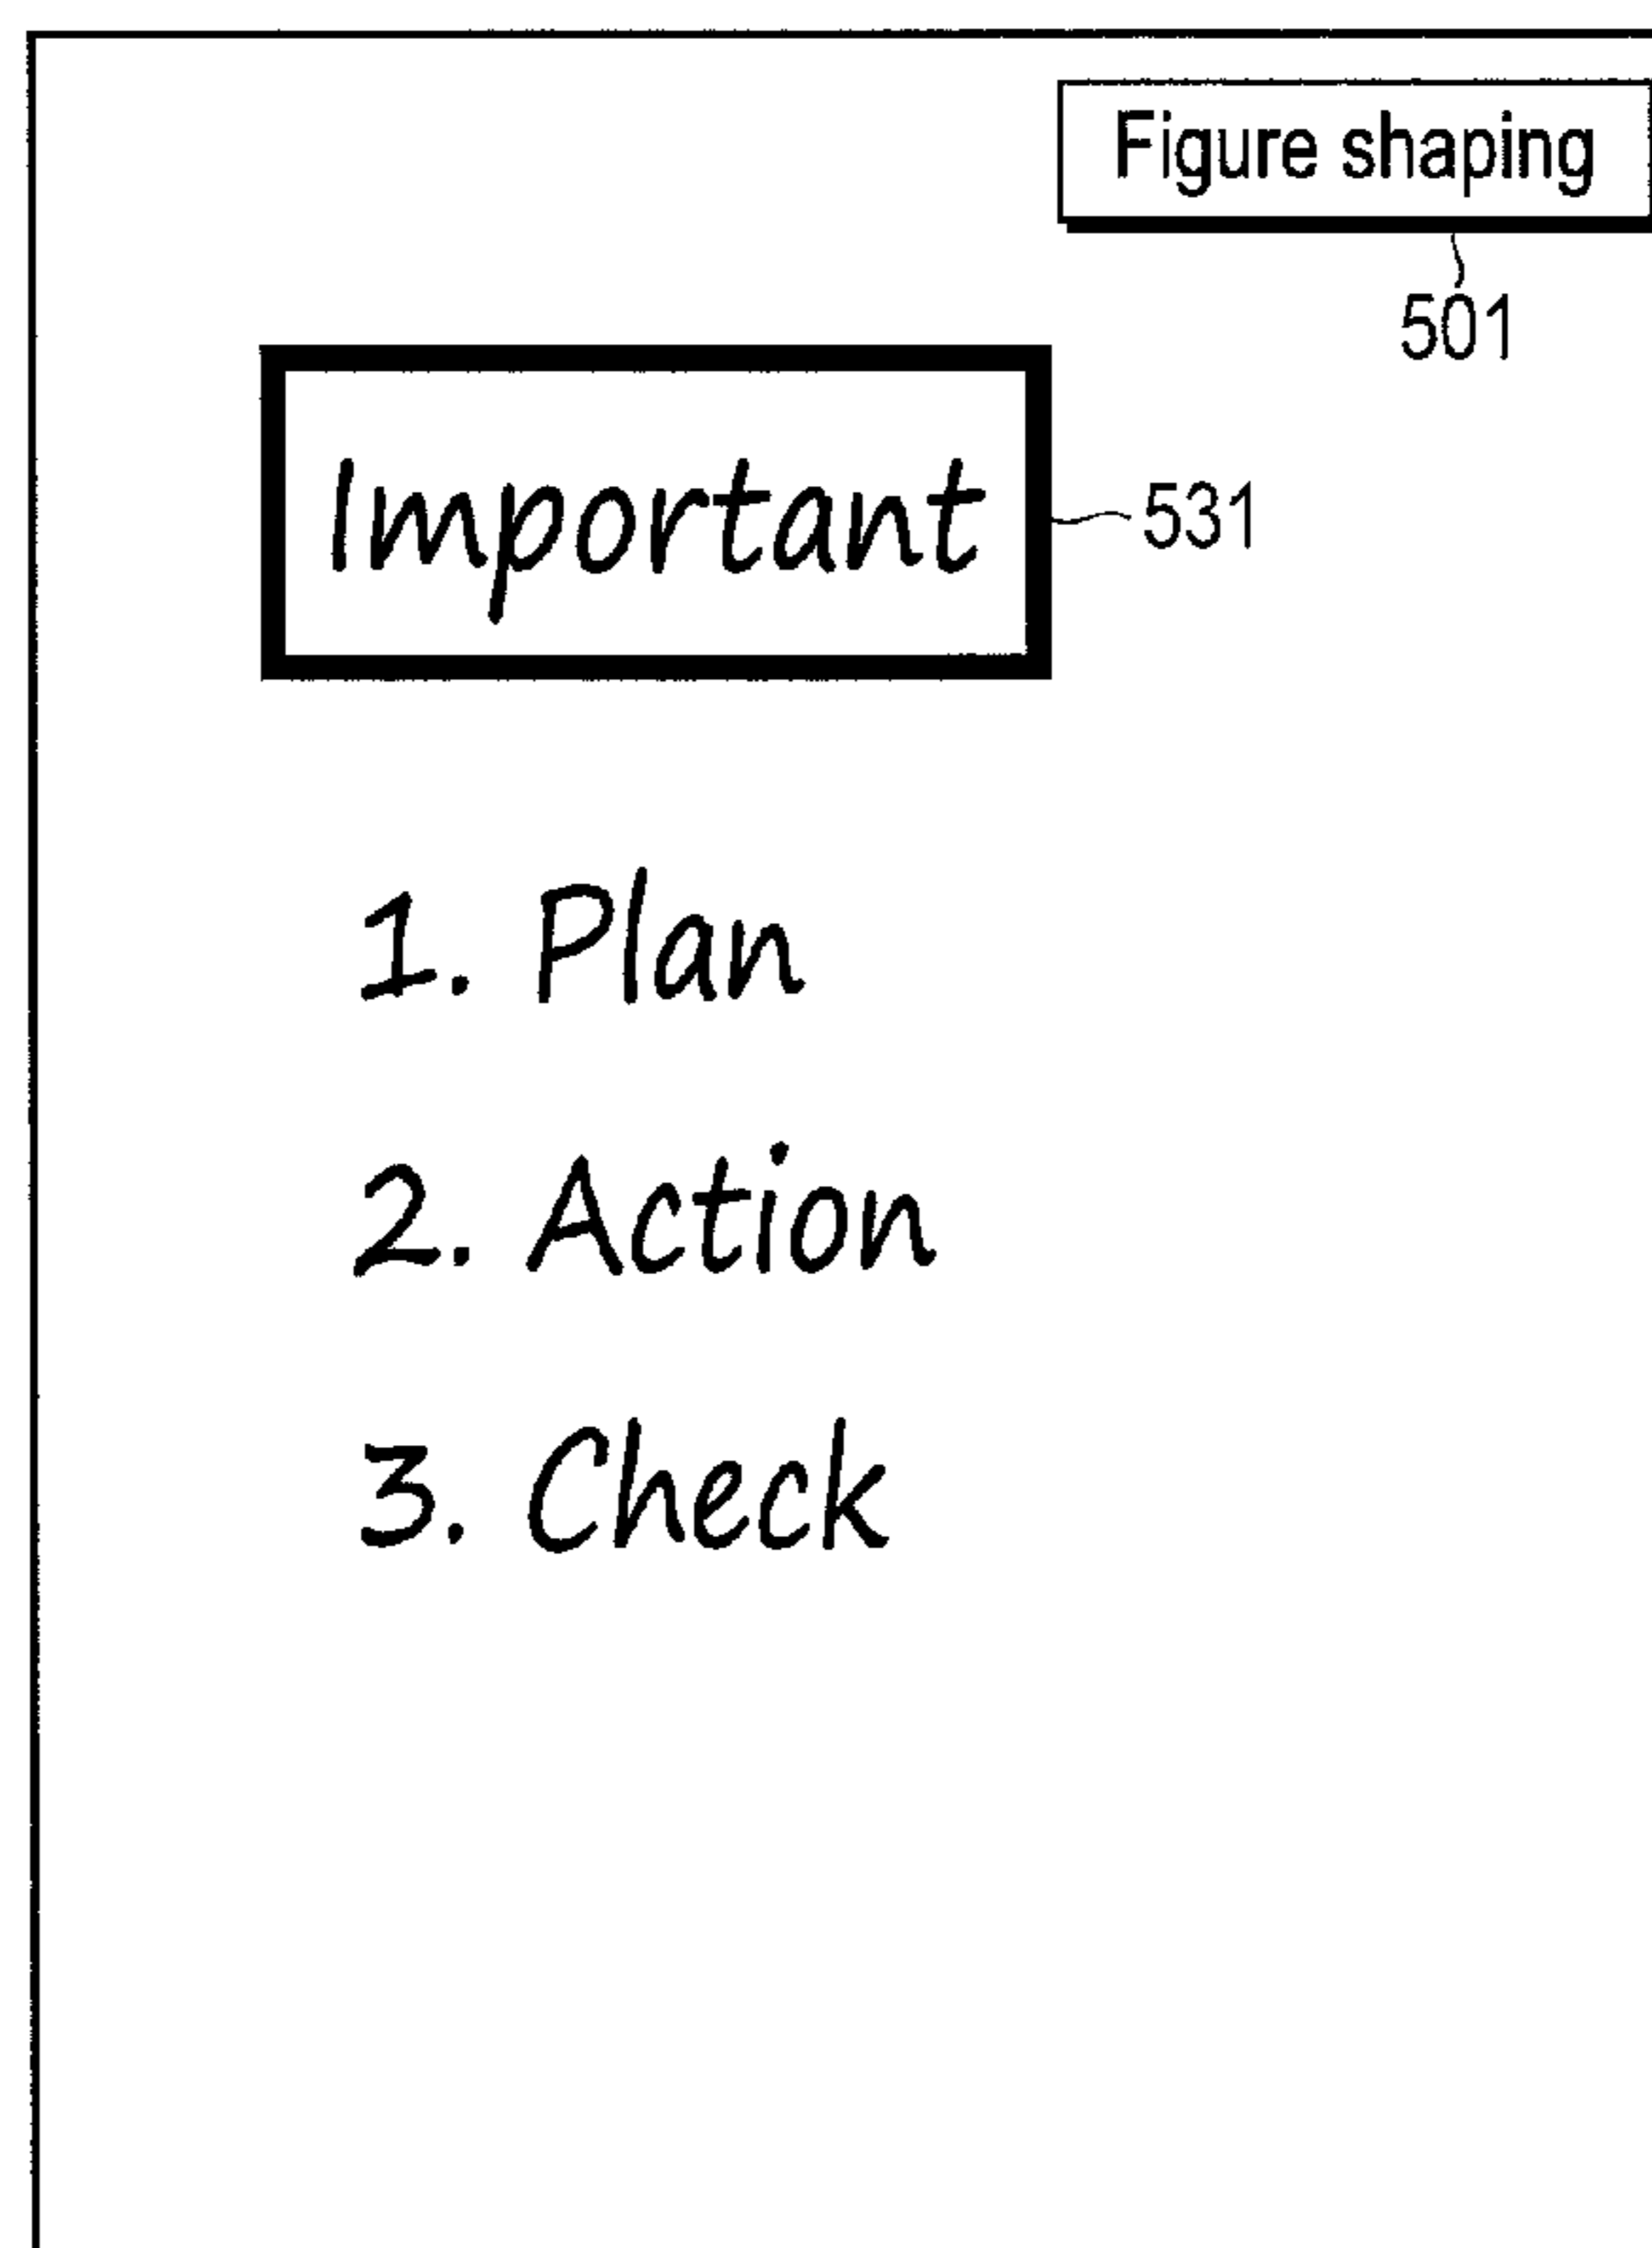 Figure shaping
501
Important
531
1. Plan
2. Action
3. Check